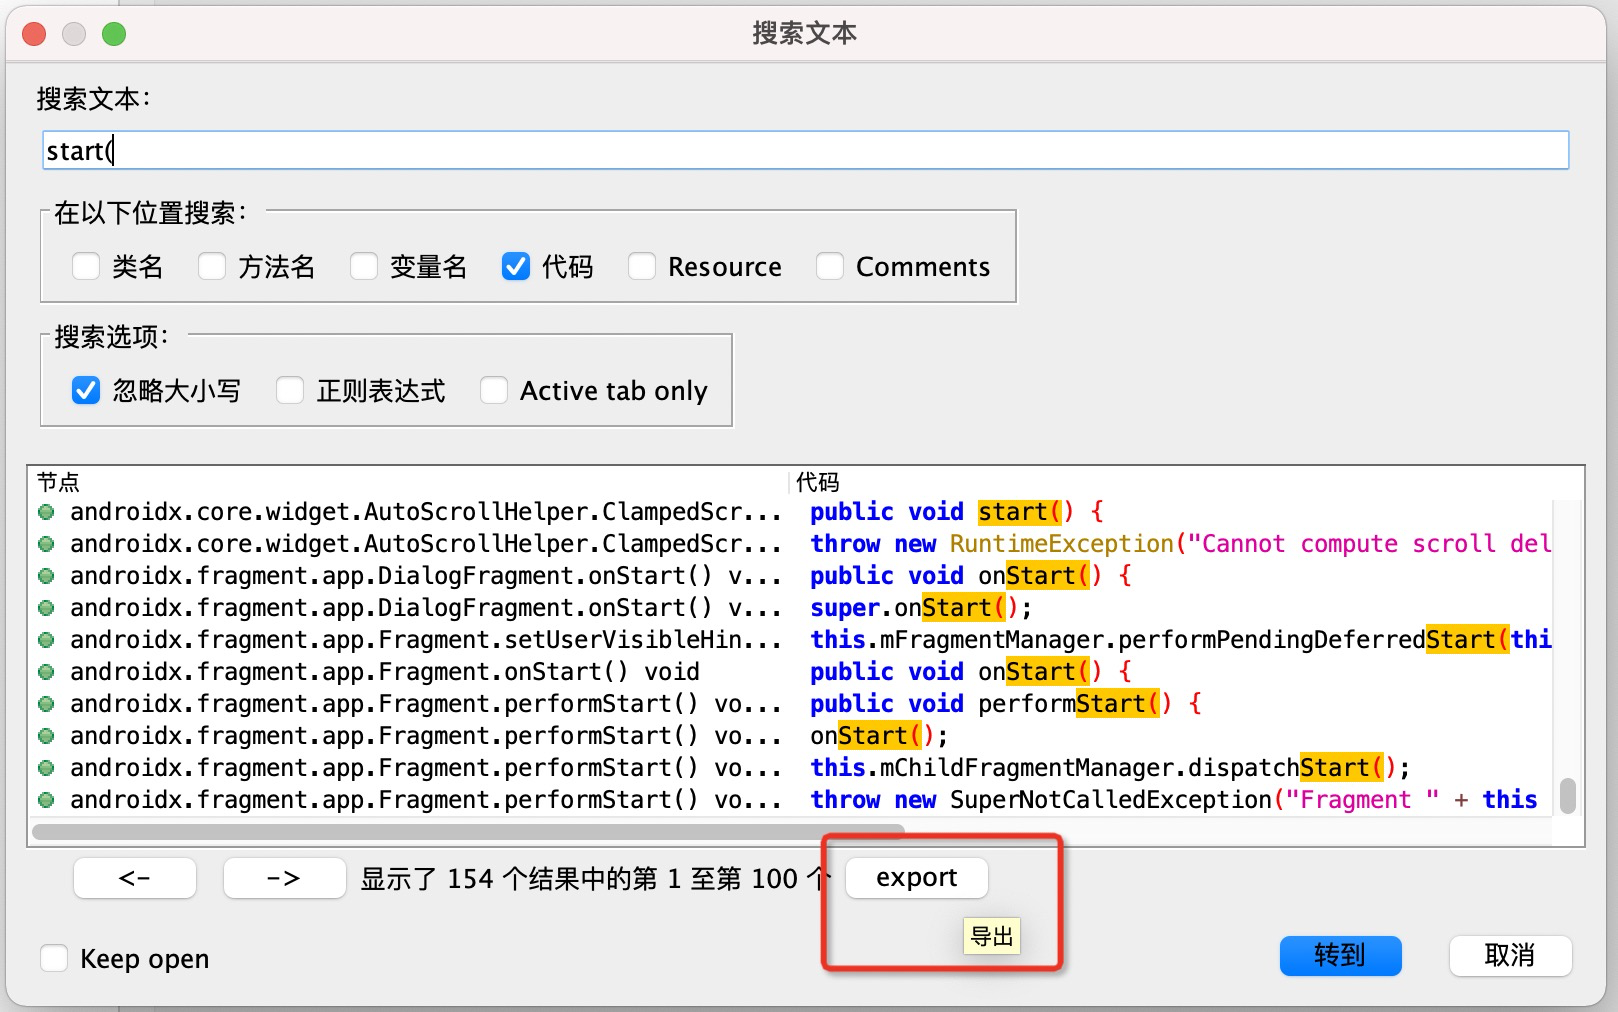 搜索文本
搜索文本:
start(
在以下位置搜索:
类名 方法名 变量名 代码 Resource Comments
搜索选项:
忽略大小写 正则表达式 Active tab only
节点 代码
androidx.core.widget.AutoScrollHelper.ClampedScr... public void start() {
androidx.core.widget.AutoScrollHelper.ClampedScr... throw new RuntimeException("Cannot compute scroll del
androidx.fragment.app.DialogFragment.onStart() v... public void onStart() {
androidx.fragment.app.DialogFragment.onStart() v... super.onStart();
androidx.fragment.app.Fragment.setUserVisibleHin... this.mFragmentManager.performPendingDeferredStart(thi
androidx.fragment.app.Fragment.onStart() void public void onStart() {
androidx.fragment.app.Fragment.performStart() vo... public void performStart() {
androidx.fragment.app.Fragment.performStart() vo... onStart();
androidx.fragment.app.Fragment.performStart() vo... this.mChildFragmentManager.dispatchStart();
androidx.fragment.app.Fragment.performStart() vo... throw new SuperNotCalledException("Fragment " + this
<- -> 显示了 154 个结果中的第 1 至第 100 个 export
导出
Keep open 转到 取消